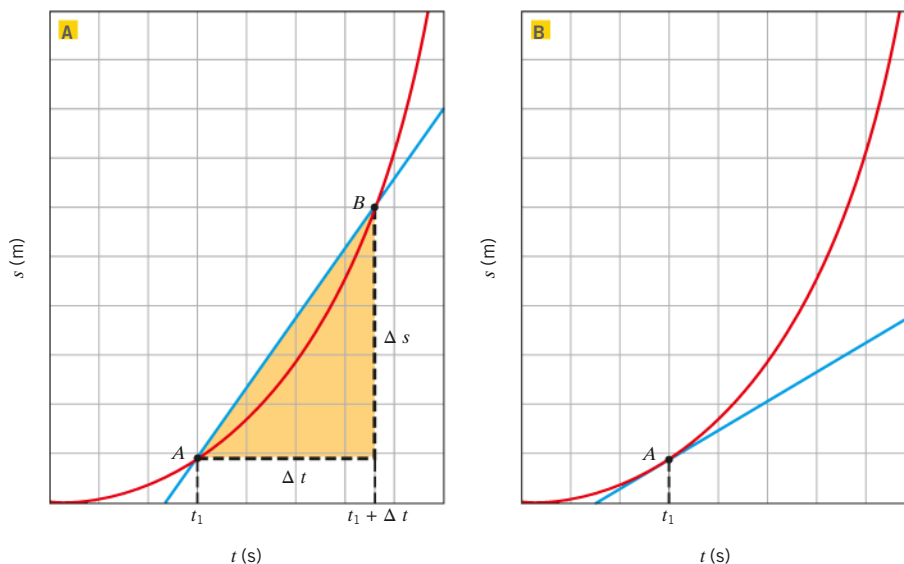 A
B
s (m)
A
Δ t
Δ s
t₁
t₁ + Δ t
t (s)
B
s (m)
A
t₁
t (s)